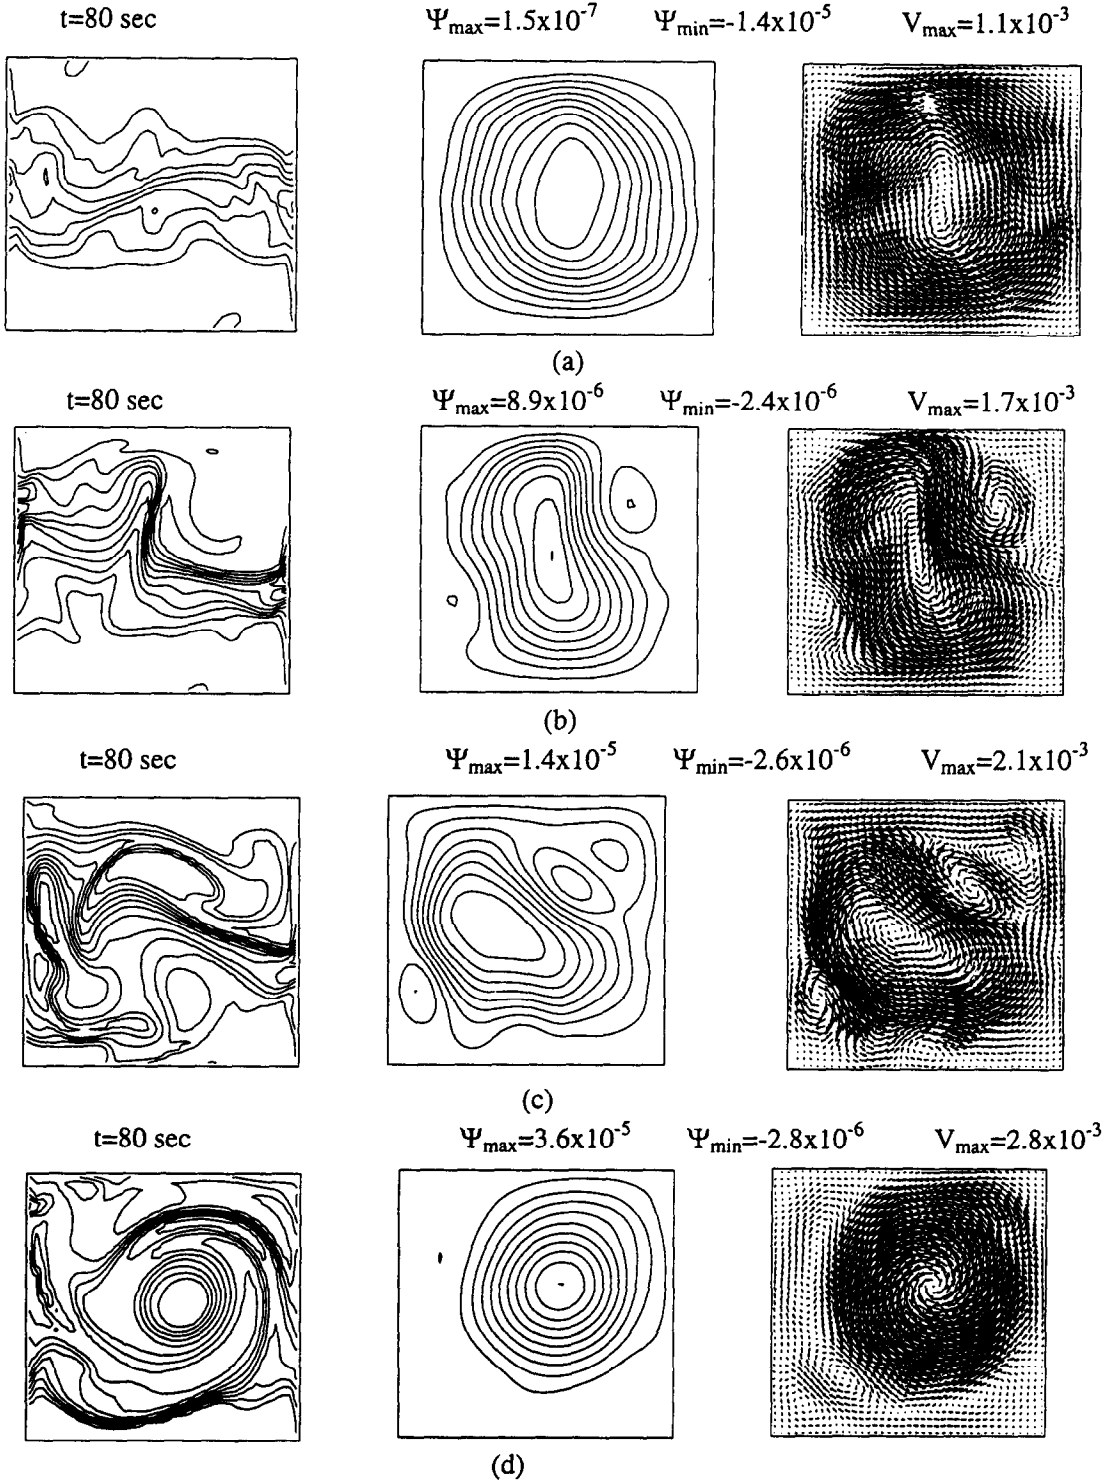 t=80 sec Ψmax=1.5x10-7 Ψmin=-1.4x10-5 Vmax=1.1x10-3
(a)
t=80 sec Ψmax=8.9x10-6 Ψmin=-2.4x10-6 Vmax=1.7x10-3
(b)
t=80 sec Ψmax=1.4x10-5 Ψmin=-2.6x10-6 Vmax=2.1x10-3
(c)
t=80 sec Ψmax=3.6x10-5 Ψmin=-2.8x10-6 Vmax=2.8x10-3
(d)